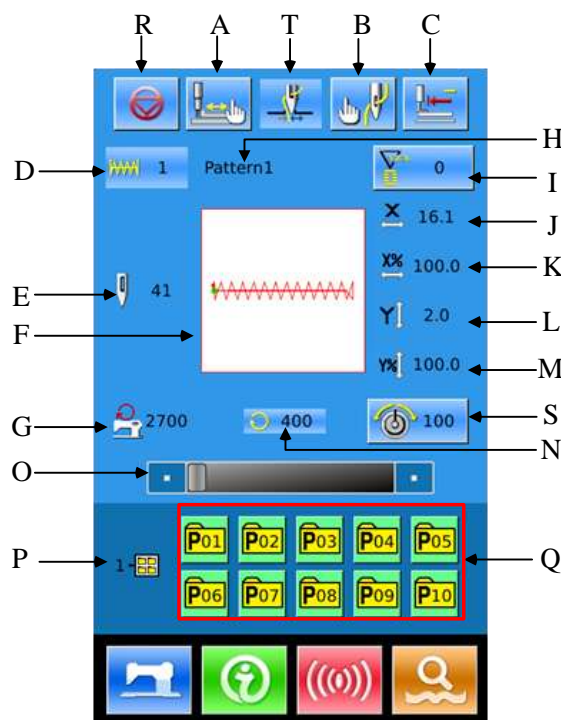 R A T B C
H
D 1 Pattern1 0
I
X 16.1 J
X% 100.0 K
E 41
Y 2.0 L
F
Y% 100.0 M
G 2700 400 100 S
N
O
P01 P02 P03 P04 P05
P 1- Q
P06 P07 P08 P09 P10